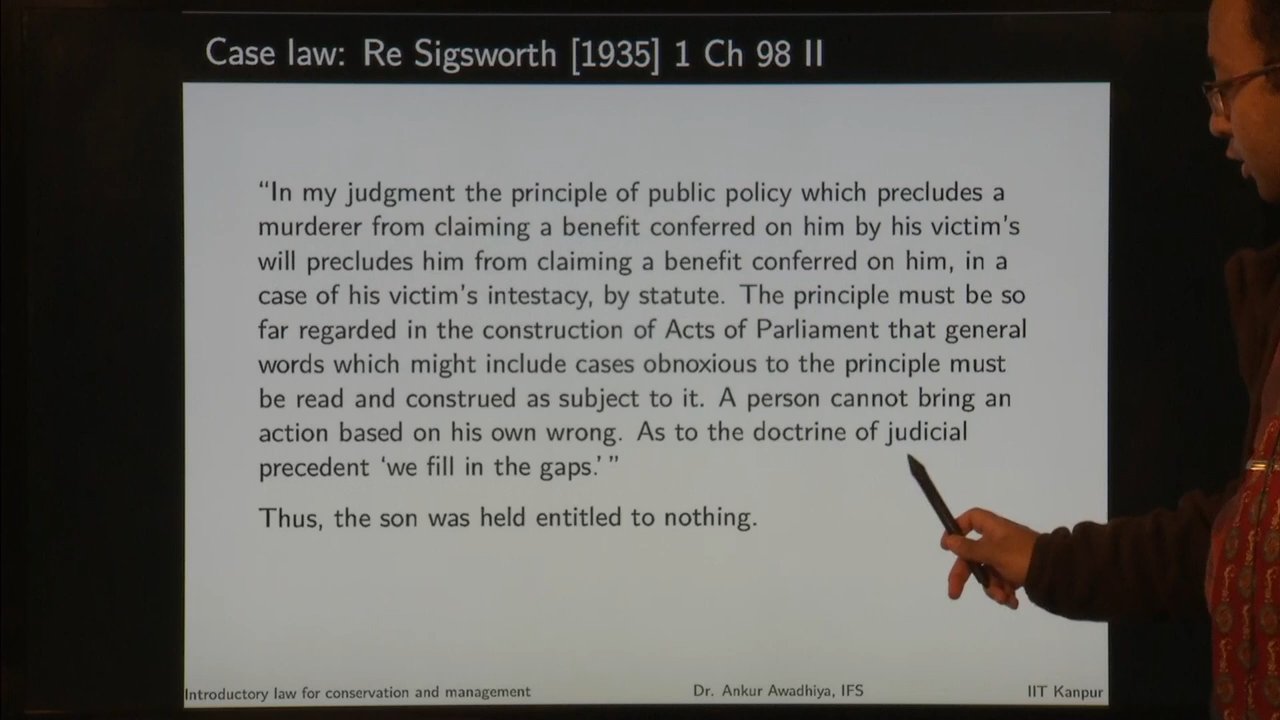 Case law: Re Sigsworth [1935] 1 Ch 98 II
“In my judgment the principle of public policy which precludes a
murderer from claiming a benefit conferred on him by his victim’s
will precludes him from claiming a benefit conferred on him, in a
case of his victim’s intestacy, by statute. The principle must be so
far regarded in the construction of Acts of Parliament that general
words which might include cases obnoxious to the principle must
be read and construed as subject to it. A person cannot bring an
action based on his own wrong. As to the doctrine of judicial
precedent ‘we fill in the gaps.’ ”
Thus, the son was held entitled to nothing.
Introductory law for conservation and management Dr. Ankur Awadhiya, IFS IIT Kanpur